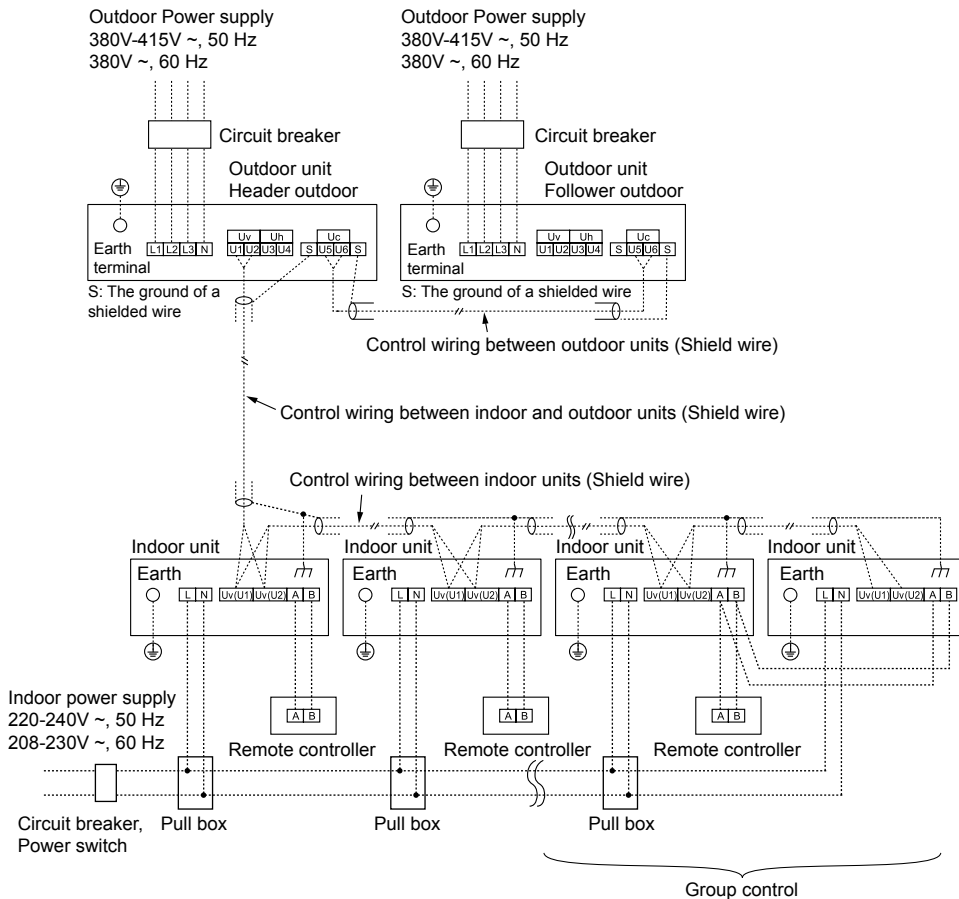 Outdoor Power supply
380V-415V ~, 50 Hz
380V ~, 60 Hz
Outdoor Power supply
380V-415V ~, 50 Hz
380V ~, 60 Hz
Circuit breaker
Circuit breaker
Outdoor unit
Header outdoor
Outdoor unit
Follower outdoor
Earth
terminal
L1 L2 L3 N
Uv Uh
U1 U2 U3 U4
Uc
S U5 U6 S
Earth
terminal
L1 L2 L3 N
Uv Uh
U1 U2 U3 U4
Uc
S U5 U6 S
S: The ground of a
shielded wire
S: The ground of a shielded wire
Control wiring between outdoor units (Shield wire)
Control wiring between indoor and outdoor units (Shield wire)
Control wiring between indoor units (Shield wire)
Indoor unit
Indoor unit
Indoor unit
Indoor unit
Earth
L N Uv(U1) Uv(U2) A B
Earth
L N Uv(U1) Uv(U2) A B
Earth
L N Uv(U1) Uv(U2) A B
Earth
L N Uv(U1) Uv(U2) A B
Indoor power supply
220-240V ~, 50 Hz
208-230V ~, 60 Hz
A B
A B
A B
Remote controller
Remote controller
Remote controller
Circuit breaker,
Power switch
Pull box
Pull box
Pull box
Group control